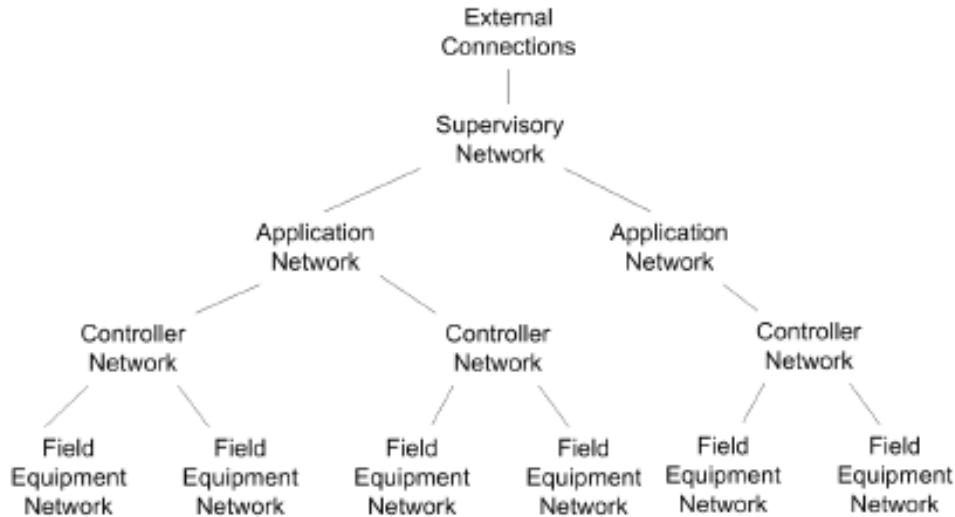 External
Connections
Supervisory
Network
Application
Network
Application
Network
Controller
Network
Controller
Network
Controller
Network
Field
Equipment
Network
Field
Equipment
Network
Field
Equipment
Network
Field
Equipment
Network
Field
Equipment
Network
Field
Equipment
Network